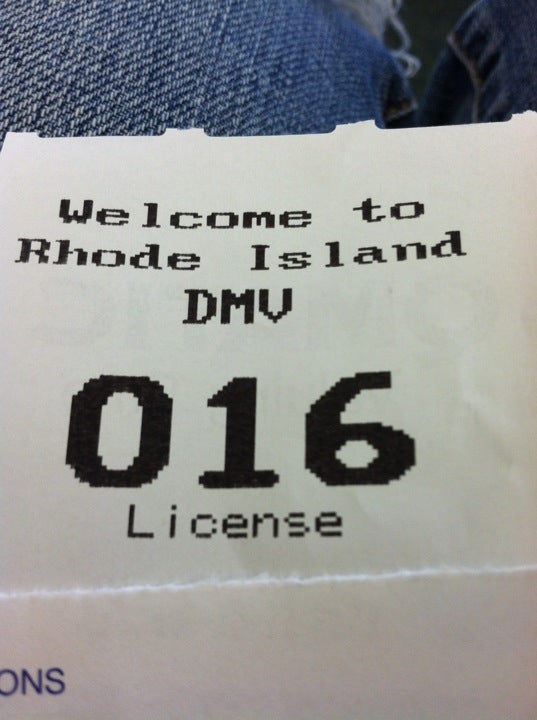 Welcome to
Rhode Island
DMV
016
License
ONS